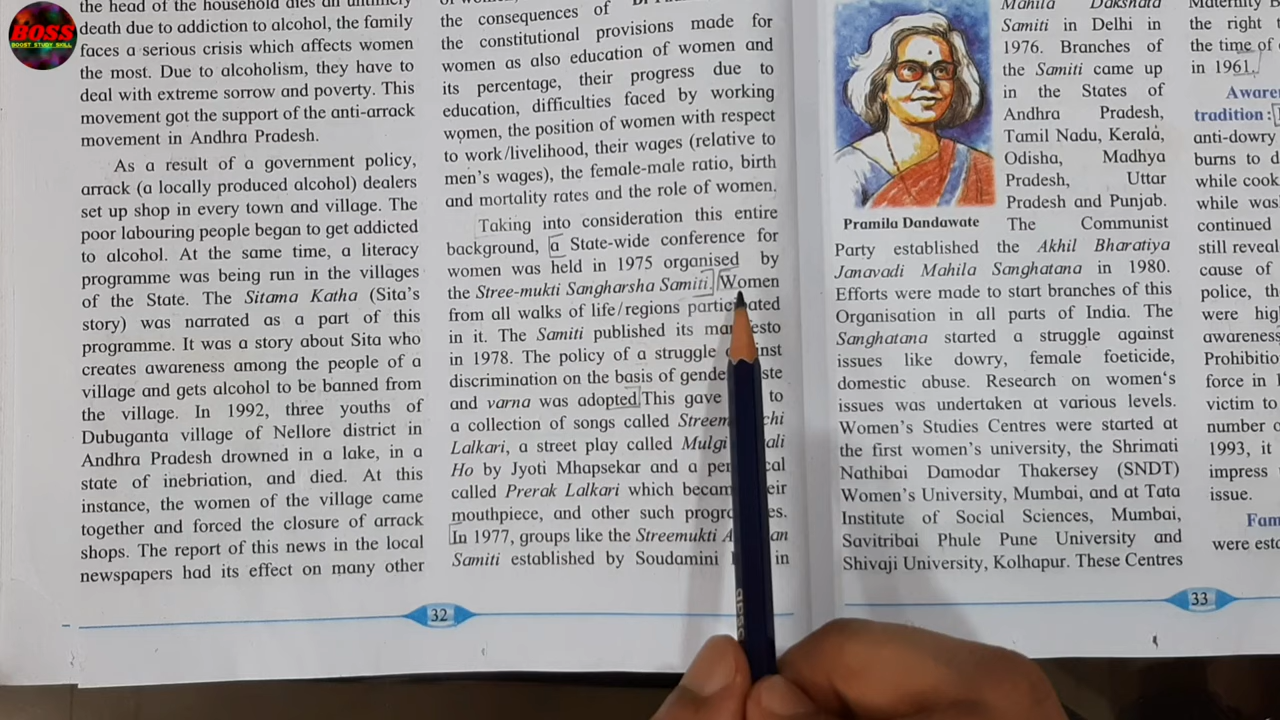 BOSS
BOOST STUDY SKILL
the head of the household dies an untimely
death due to addiction to alcohol, the family
faces a serious crisis which affects women
the most. Due to alcoholism, they have to
deal with extreme sorrow and poverty. This
movement got the support of the anti-arrack
movement in Andhra Pradesh.
As a result of a government policy,
arrack (a locally produced alcohol) dealers
set up shop in every town and village. The
poor labouring people began to get addicted
to alcohol. At the same time, a literacy
programme was being run in the villages
of the State. The Sitama Katha (Sita's
story) was narrated as a part of this
programme. It was a story about Sita who
creates awareness among the people of a
village and gets alcohol to be banned from
the village. In 1992, three youths of
Dubuganta village of Nellore district in
Andhra Pradesh drowned in a lake, in a
state of inebriation, and died. At this
instance, the women of the village came
together and forced the closure of arrack
shops. The report of this news in the local
newspapers had its effect on many other
32
the consequences of
the constitutional provisions made for
women as also education of women and
its percentage, their progress due to
education, difficulties faced by working
women, the position of women with respect
to work/livelihood, their wages (relative to
men's wages), the female-male ratio, birth
and mortality rates and the role of women.
Taking into consideration this entire
background, a State-wide conference for
women was held in 1975 organised by
the Stree-mukti Sangharsha Samiti. Women
from all walks of life/regions participated
in it. The Samiti published its manifesto
in 1978. The policy of a struggle against
discrimination on the basis of gender
and varna was adopted This gave to
a collection of songs called
Lalkari, a street play called Mulgi
Ho by Jyoti Mhapsekar and a
called Prerak Lalkari which became
mouthpiece, and other such
In 1977, groups like the Streemukti
Samiti established by Soudamini in
Pramila Dandawate
Mahila Dakshata
Samiti in Delhi in
1976. Branches of
the Samiti came up
in the States of
Andhra Pradesh,
Tamil Nadu, Kerala,
Odisha, Madhya
Pradesh, Uttar
Pradesh and Punjab.
The Communist
Party established the Akhil Bharatiya
Janavadi Mahila Sanghatana in 1980.
Efforts were made to start branches of this
Organisation in all parts of India. The
Sanghatana started a struggle against
issues like dowry, female foeticide,
domestic abuse. Research on women's
issues was undertaken at various levels.
Women's Studies Centres were started at
the first women's university, the Shrimati
Nathibai Damodar Thakersey (SNDT)
Women's University, Mumbai, and at Tata
Institute of Social Sciences, Mumbai,
Savitribai Phule Pune University and
Shivaji University, Kolhapur. These Centres
33
Maternity
the right
the time of
in 1961.
tradition :
anti-dowry
burns to
while
while
continued
still
cause of
police,
were
awareness
Prohibition
force in
victim to
number
1993, it
impress
issue.
were